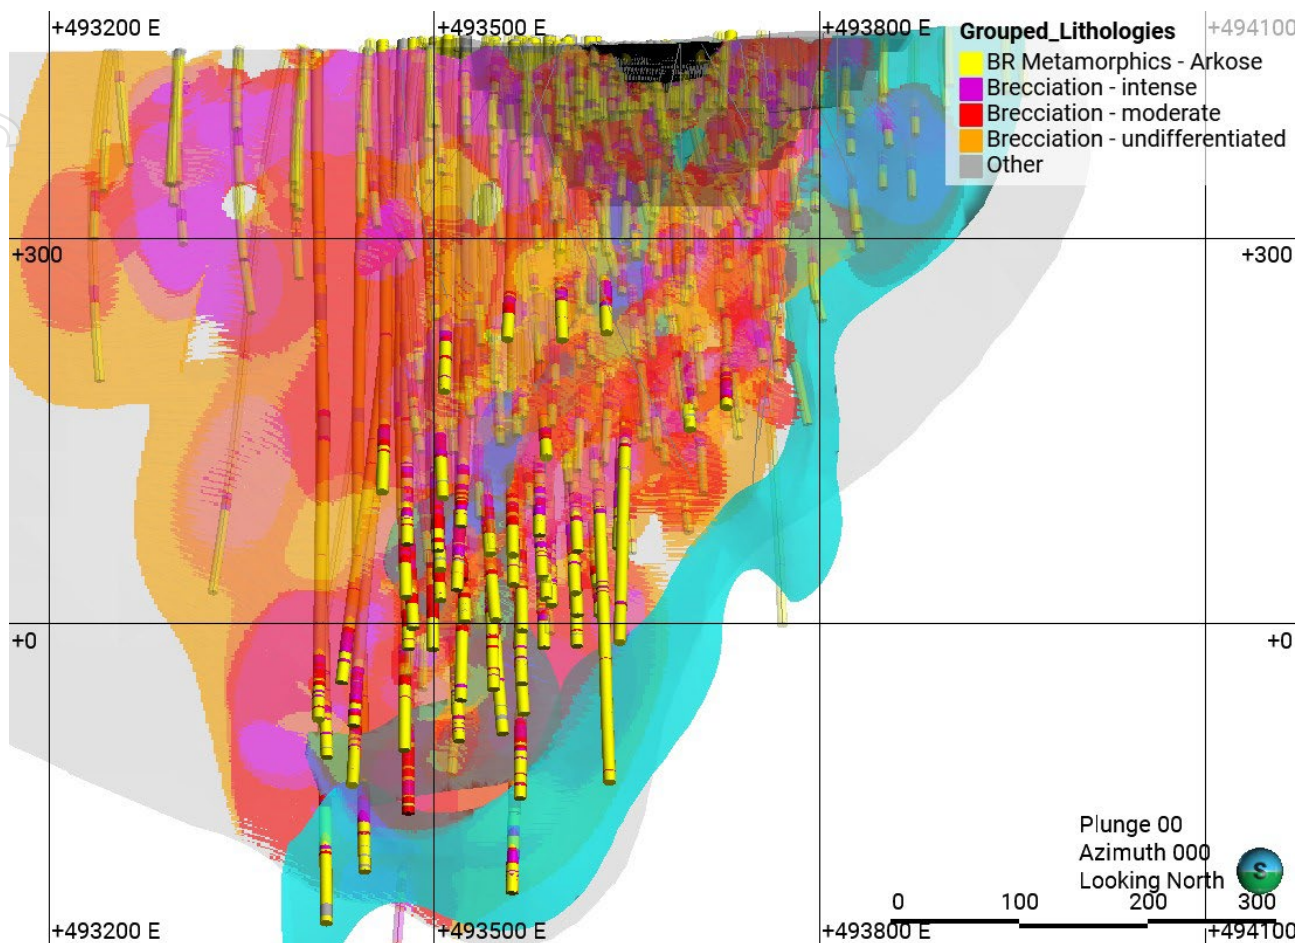 +493200 E
+493500 E
+493800 E
+494100
Grouped_Lithologies
BR Metamorphics - Arkose
Brecciation - intense
Brecciation - moderate
Brecciation - undifferentiated
Other
+300
+300
+0
+0
Plunge 00
Azimuth 000
Looking North
S
0 100 200 300
+493200 E
+493500 E
+493800 E
+494100